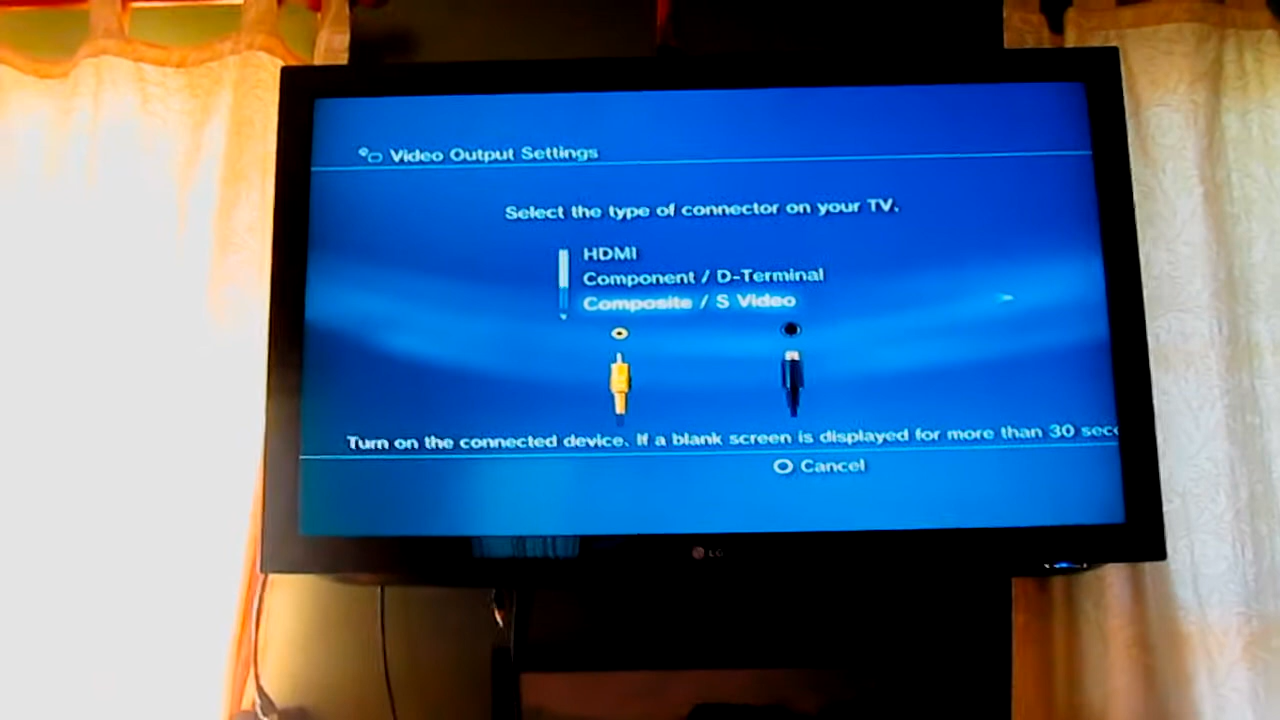 Video Output Settings
Select the type of connector on your TV.
HDMI
Component / D-Terminal
Composite / S Video
Turn on the connected device. If a blank screen is displayed for more than 30 sec
Cancel
LG